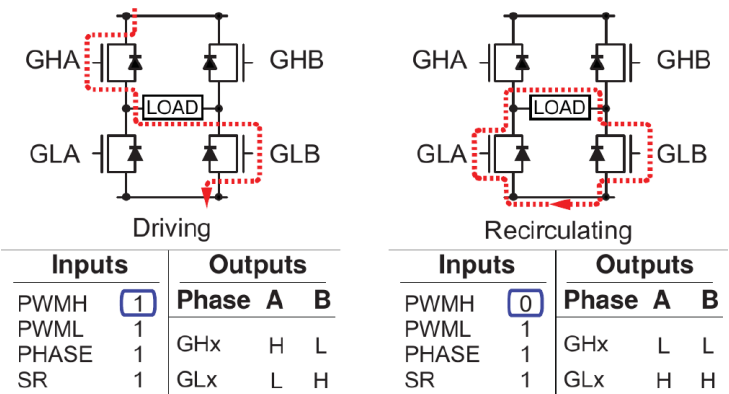 GHA GHB
LOAD
GLA GLB
Driving
Inputs Outputs
PWMH 1 Phase A B
PWML 1
PHASE 1 GHx H L
SR 1 GLx L H
GHA GHB
LOAD
GLA GLB
Recirculating
Inputs Outputs
PWMH 0 Phase A B
PWML 1
PHASE 1 GHx L L
SR 1 GLx H H